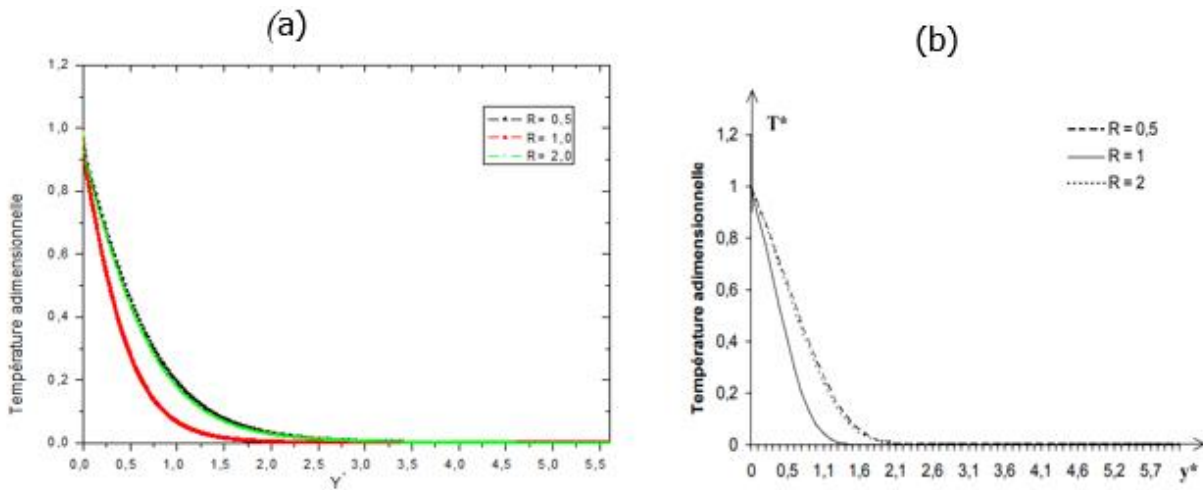 (a)
1,2
1,0
0,8
0,6
0,4
0,2
0,0
Température adimensionnelle
R = 0,5
R = 1,0
R = 2,0
0,0 0,5 1,0 1,5 2,0 2,5 3,0 3,5 4,0 4,5 5,0 5,5
Y*
(b)
T*
1,2
1
0,8
0,6
0,4
0,2
0
Température adimensionnelle
R = 0,5
R = 1
R = 2
0 0,5 1,1 1,6 2,1 2,6 3,1 3,6 4,1 4,6 5,2 5,7 y*